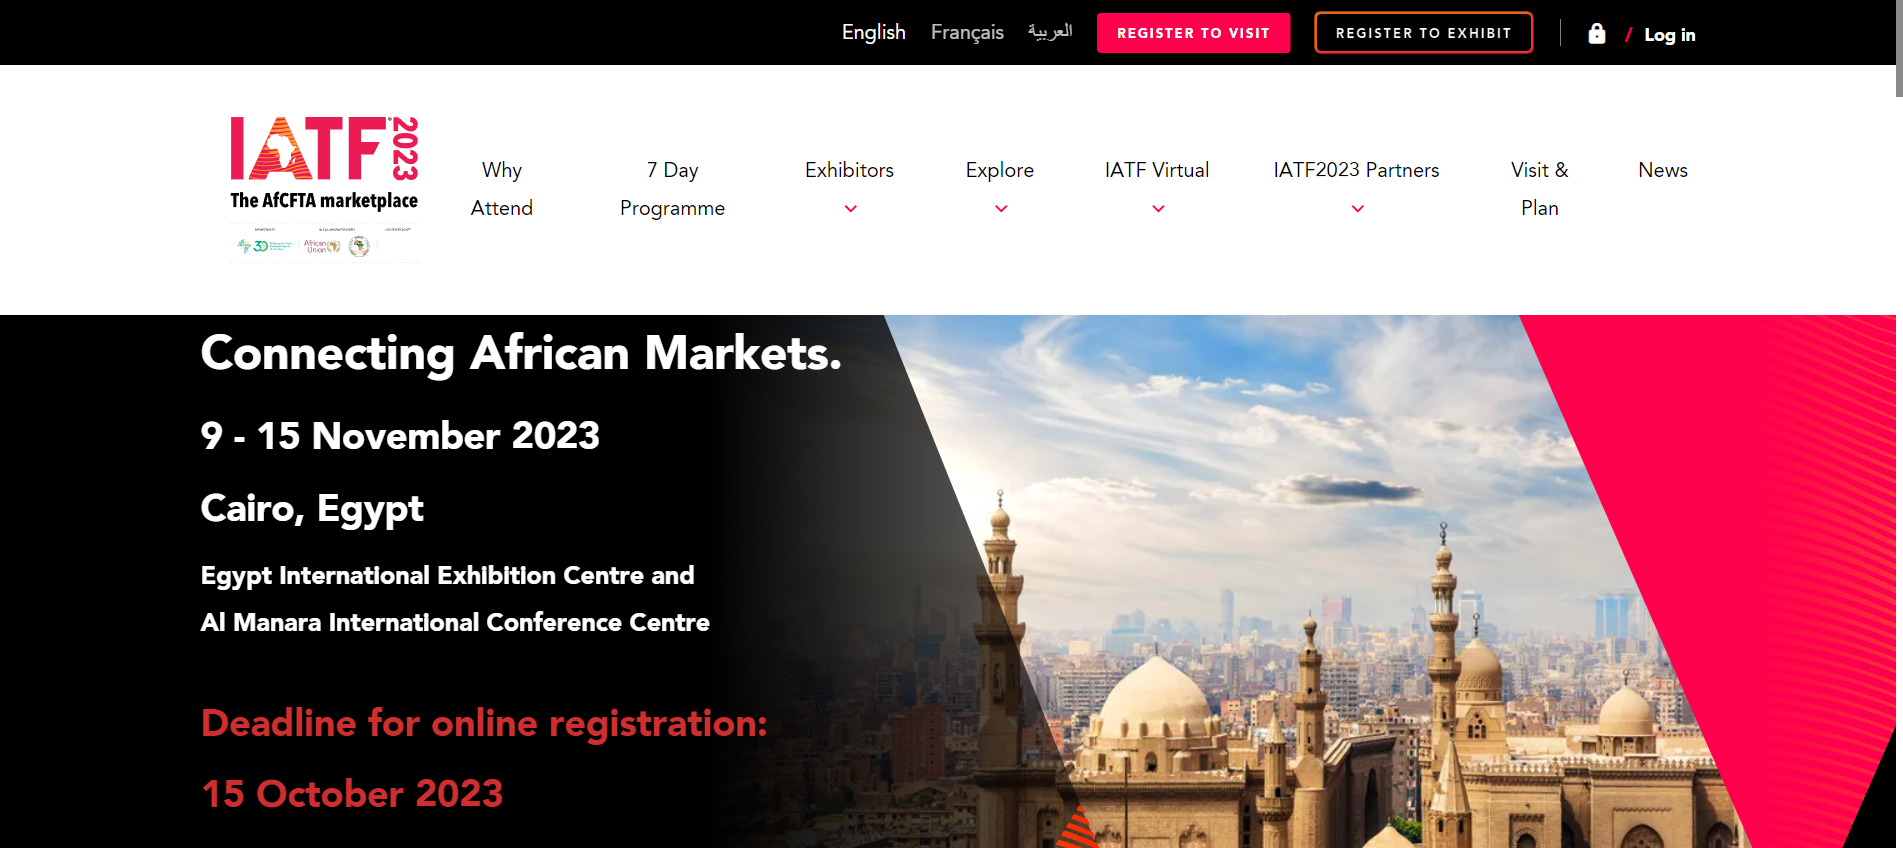 English Français العربية REGISTER TO VISIT REGISTER TO EXHIBIT / Log in
IATF 2023
The AfCFTA marketplace
African
Union
Why
Attend
7 Day
Programme
Exhibitors
Explore
IATF Virtual
IATF2023 Partners
Visit &
Plan
News
Connecting African Markets.
9 - 15 November 2023
Cairo, Egypt
Egypt International Exhibition Centre and
Al Manara International Conference Centre
Deadline for online registration:
15 October 2023